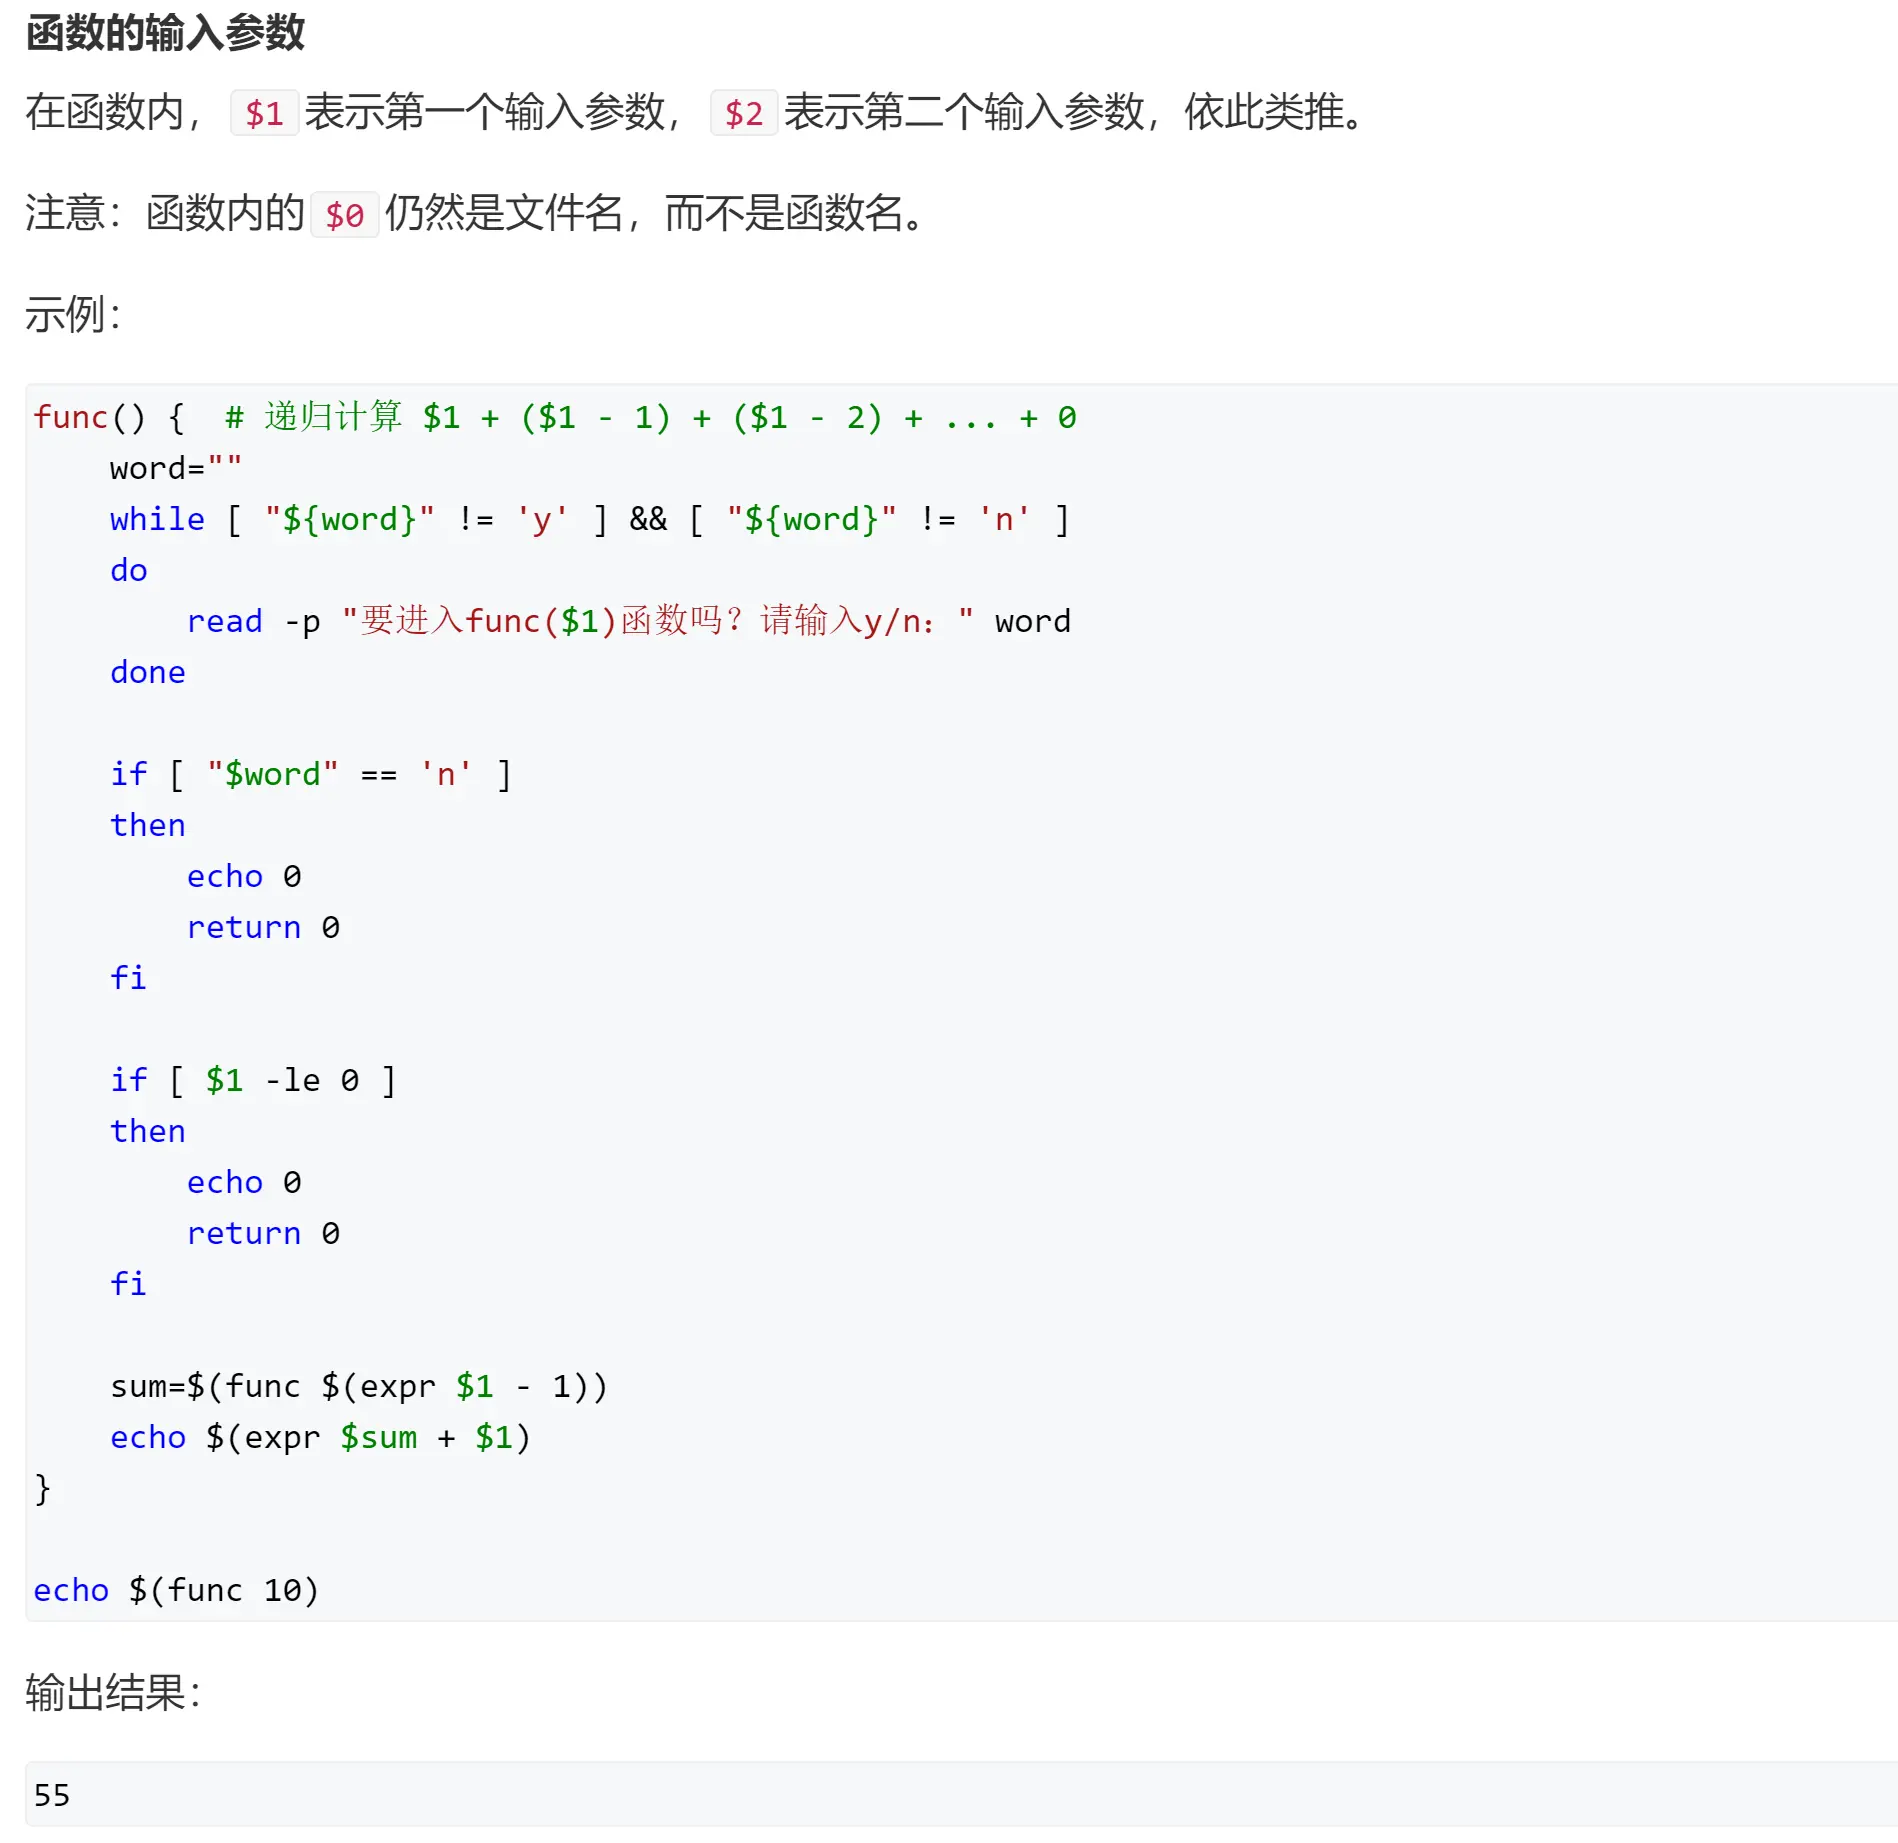 函数的输入参数
在函数内， $1 表示第一个输入参数， $2 表示第二个输入参数，依此类推。
注意：函数内的 $0 仍然是文件名，而不是函数名。
示例：
func() {  # 递归计算 $1 + ($1 - 1) + ($1 - 2) + ... + 0
    word=""
    while [ "${word}" != 'y' ] && [ "${word}" != 'n' ]
    do
        read -p "要进入func($1)函数吗？请输入y/n：" word
    done
    if [ "$word" == 'n' ]
    then
        echo 0
        return 0
    fi
    if [ $1 -le 0 ]
    then
        echo 0
        return 0
    fi
    sum=$(func $(expr $1 - 1))
    echo $(expr $sum + $1)
}
echo $(func 10)
输出结果：
55